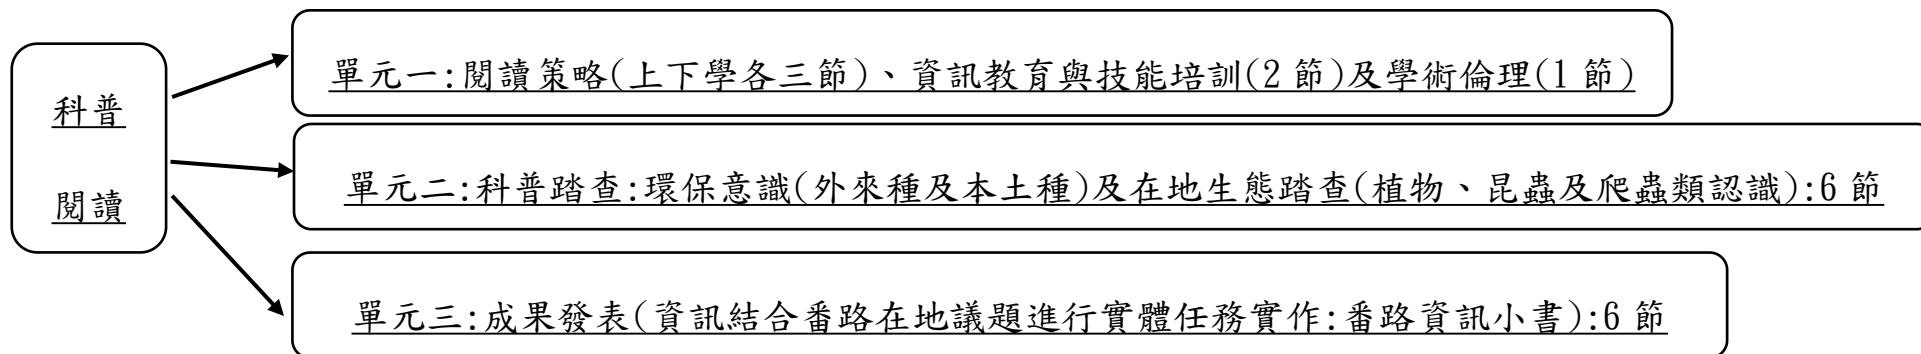 科普
閱讀
單元一:閱讀策略(上下學各三節)、資訊教育與技能培訓(2 節)及學術倫理(1 節)
單元二:科普踏查:環保意識(外來種及本土種)及在地生態踏查(植物、昆蟲及爬蟲類認識):6 節
單元三:成果發表(資訊結合番路在地議題進行實體任務實作:番路資訊小書):6 節